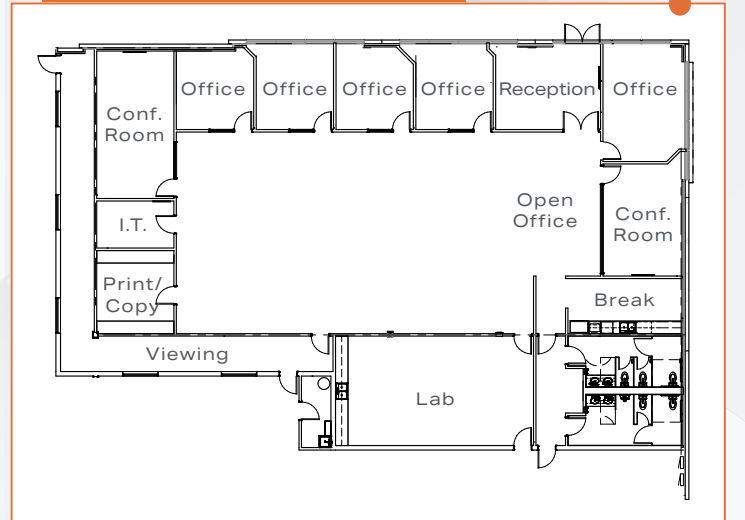 Office
Office
Office
Office
Reception
Office
Conf.
Room
Open
Office
I.T.
Conf.
Room
Print/
Copy
Break
Viewing
Lab